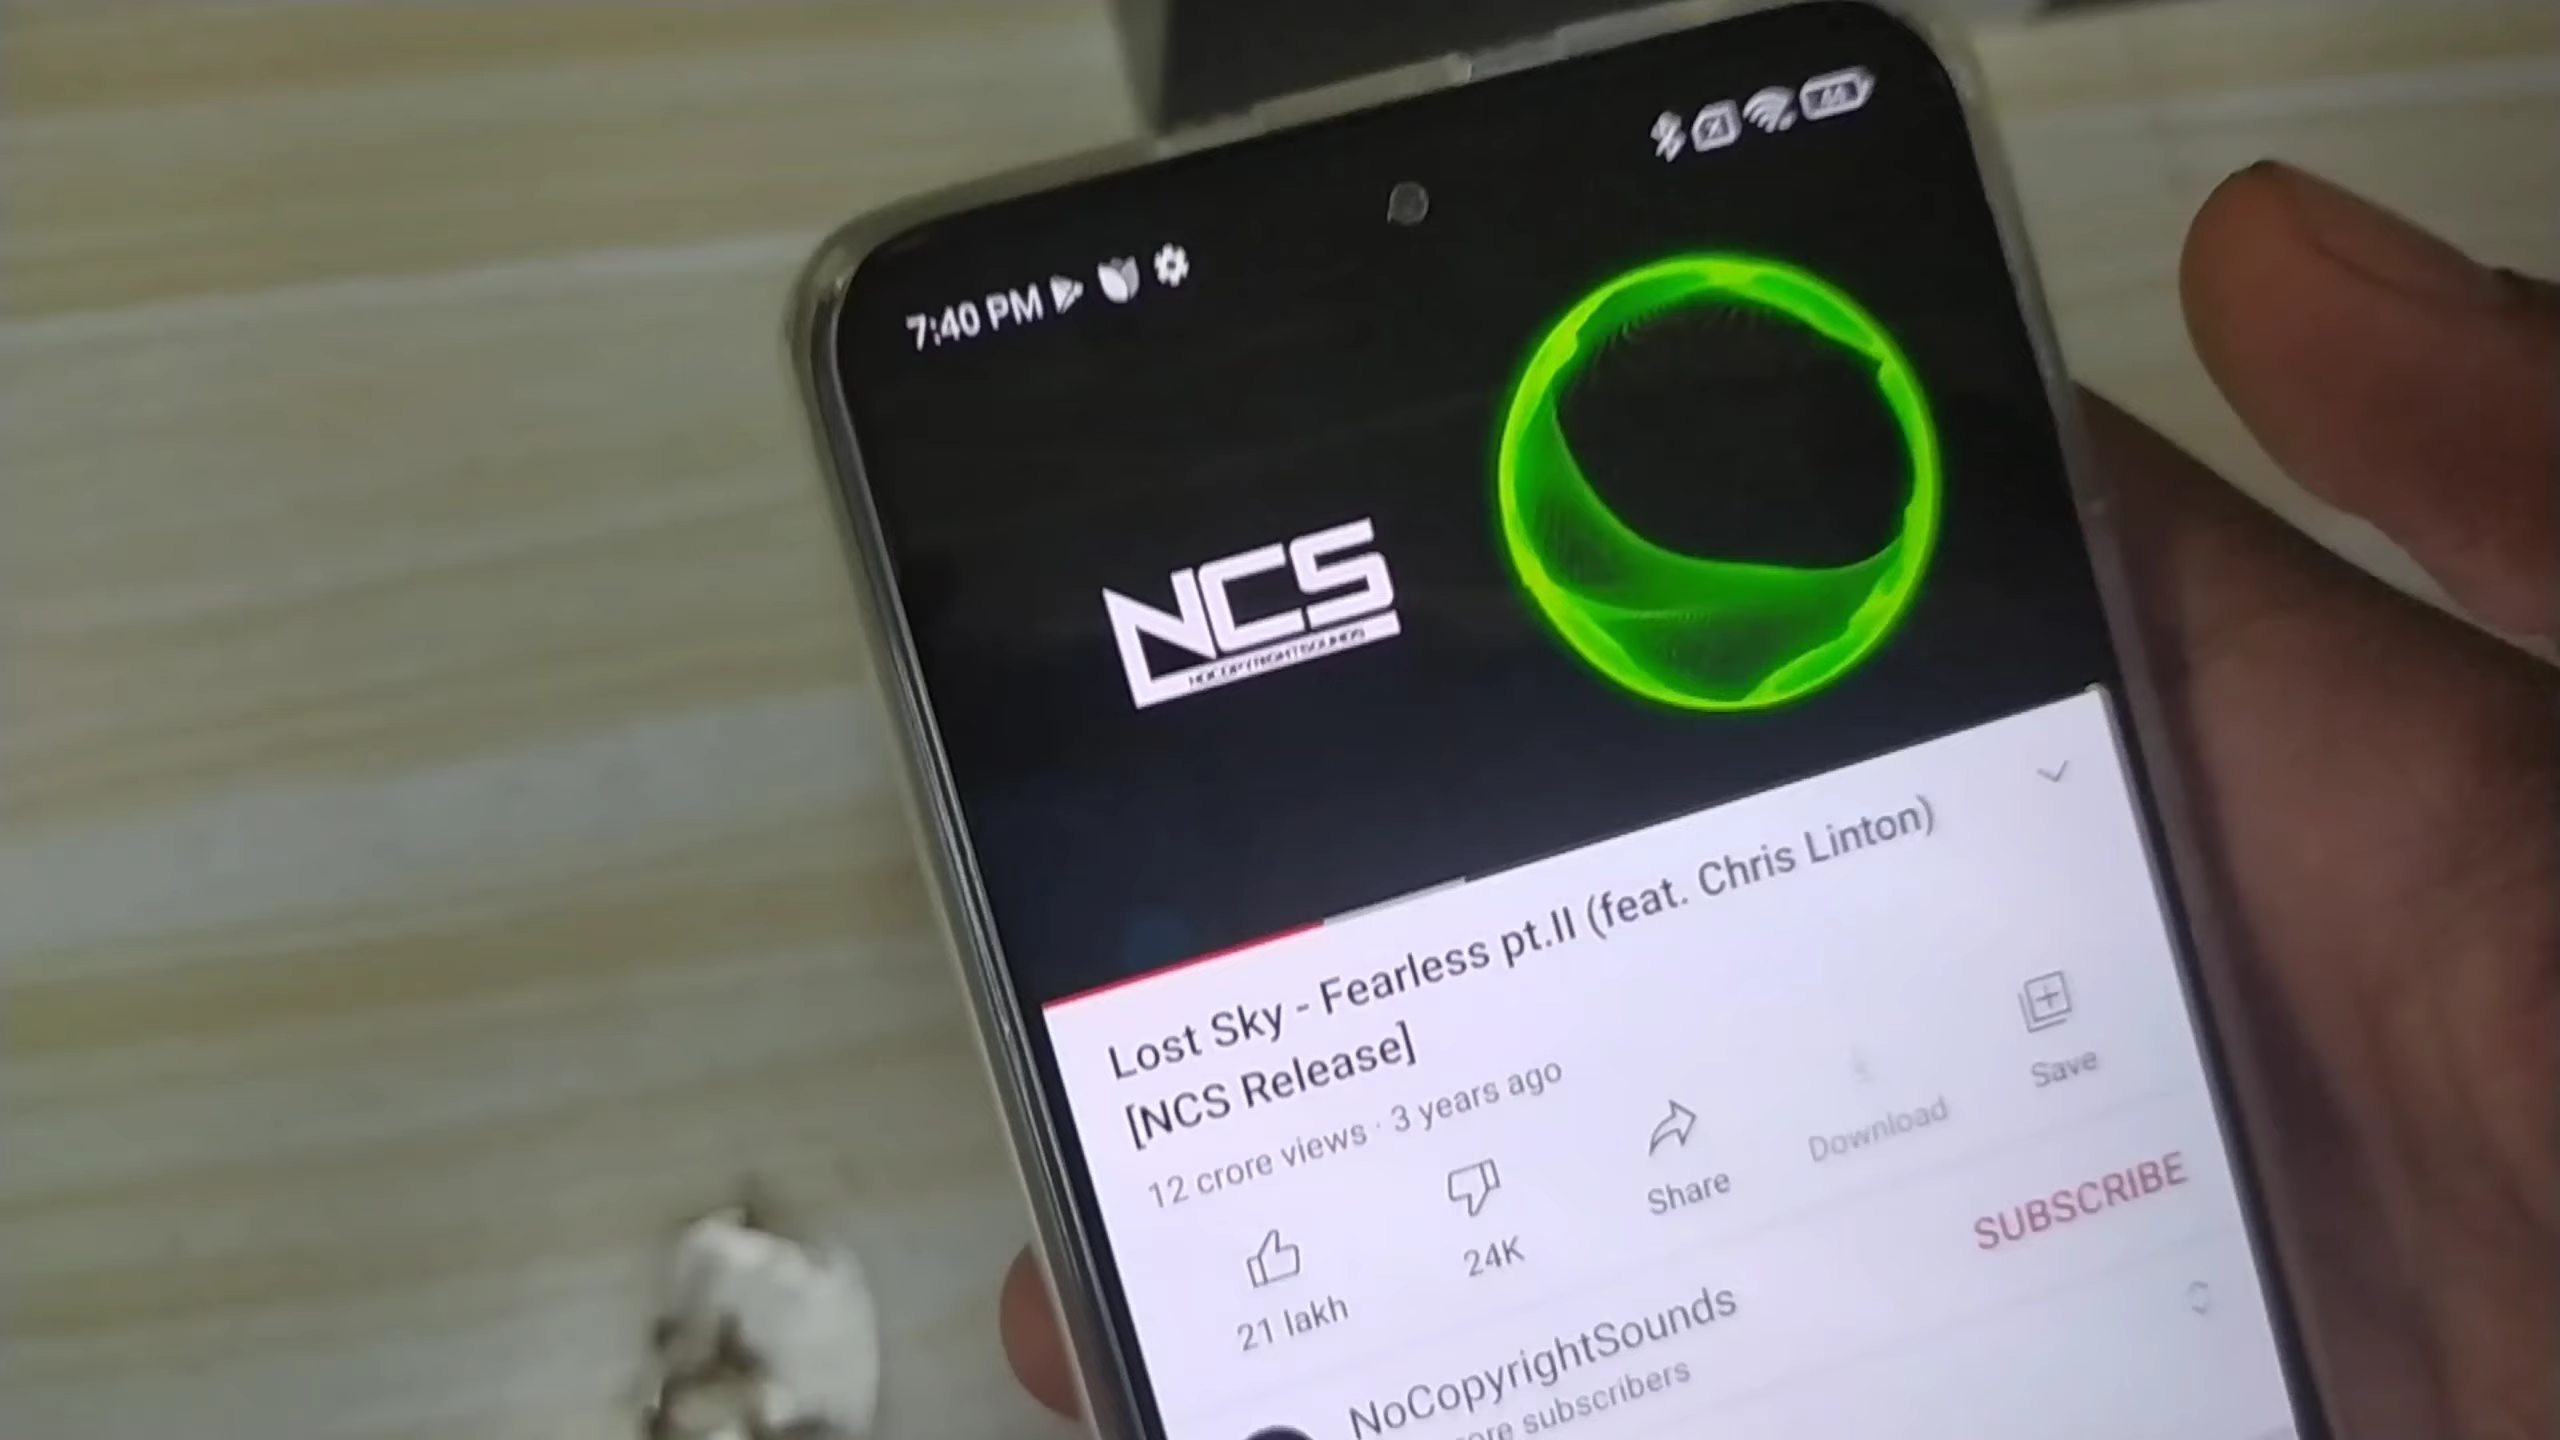 7:40 PM
NCS
NOCOPYRIGHTSOUNDS
Lost Sky - Fearless pt.II (feat. Chris Linton)
[NCS Release]
12 crore views · 3 years ago
21 lakh
24K
Share
Download
Save
NoCopyrightSounds
SUBSCRIBE
subscribers